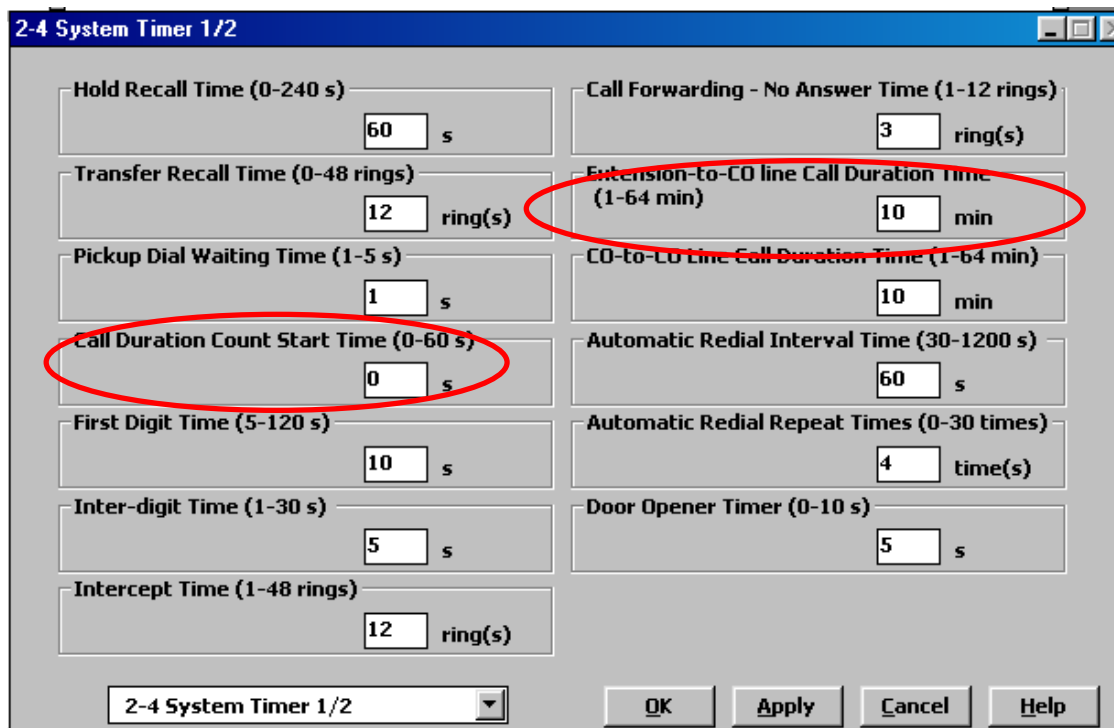 2-4 System Timer 1/2
Hold Recall Time (0-240 s)
60 s
Transfer Recall Time (0-48 rings)
12 ring(s)
Pickup Dial Waiting Time (1-5 s)
1 s
Call Duration Count Start Time (0-60 s)
0 s
First Digit Time (5-120 s)
10 s
Inter-digit Time (1-30 s)
5 s
Intercept Time (1-48 rings)
12 ring(s)
Call Forwarding - No Answer Time (1-12 rings)
3 ring(s)
Extension-to-CO line Call Duration Time
(1-64 min)
10 min
CO-to-CO Line Call Duration Time (1-64 min)
10 min
Automatic Redial Interval Time (30-1200 s)
60 s
Automatic Redial Repeat Times (0-30 times)
4 time(s)
Door Opener Timer (0-10 s)
5 s
2-4 System Timer 1/2
OK Apply Cancel Help